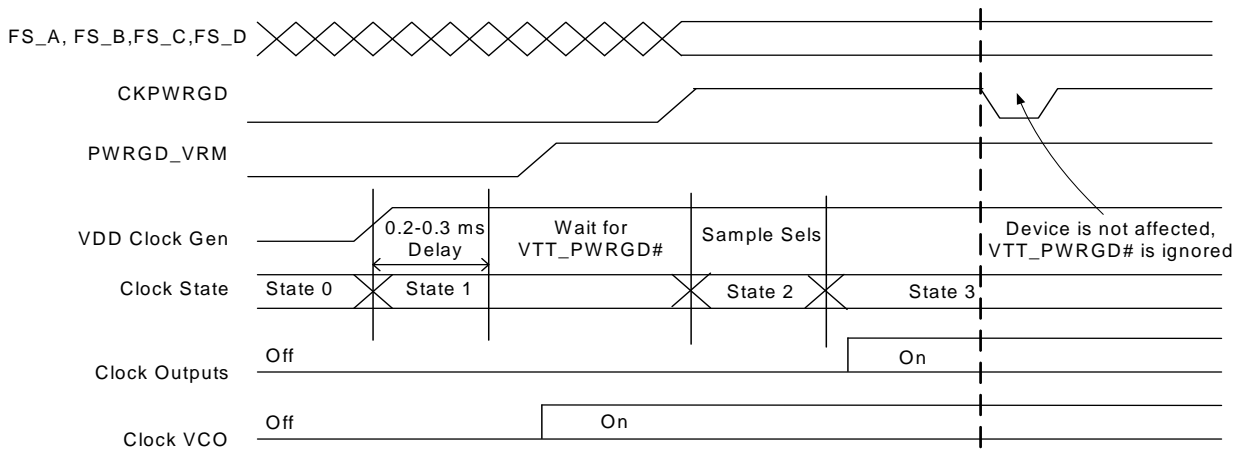 FS_A, FS_B,FS_C,FS_D
CKPWRGD
PWRGD_VRM
VDD Clock Gen
0.2-0.3 ms
Delay
Wait for
VTT_PWRGD#
Sample Sels
Device is not affected,
VTT_PWRGD# is ignored
Clock State
State 0
State 1
State 2
State 3
Clock Outputs
Off
On
Clock VCO
Off
On